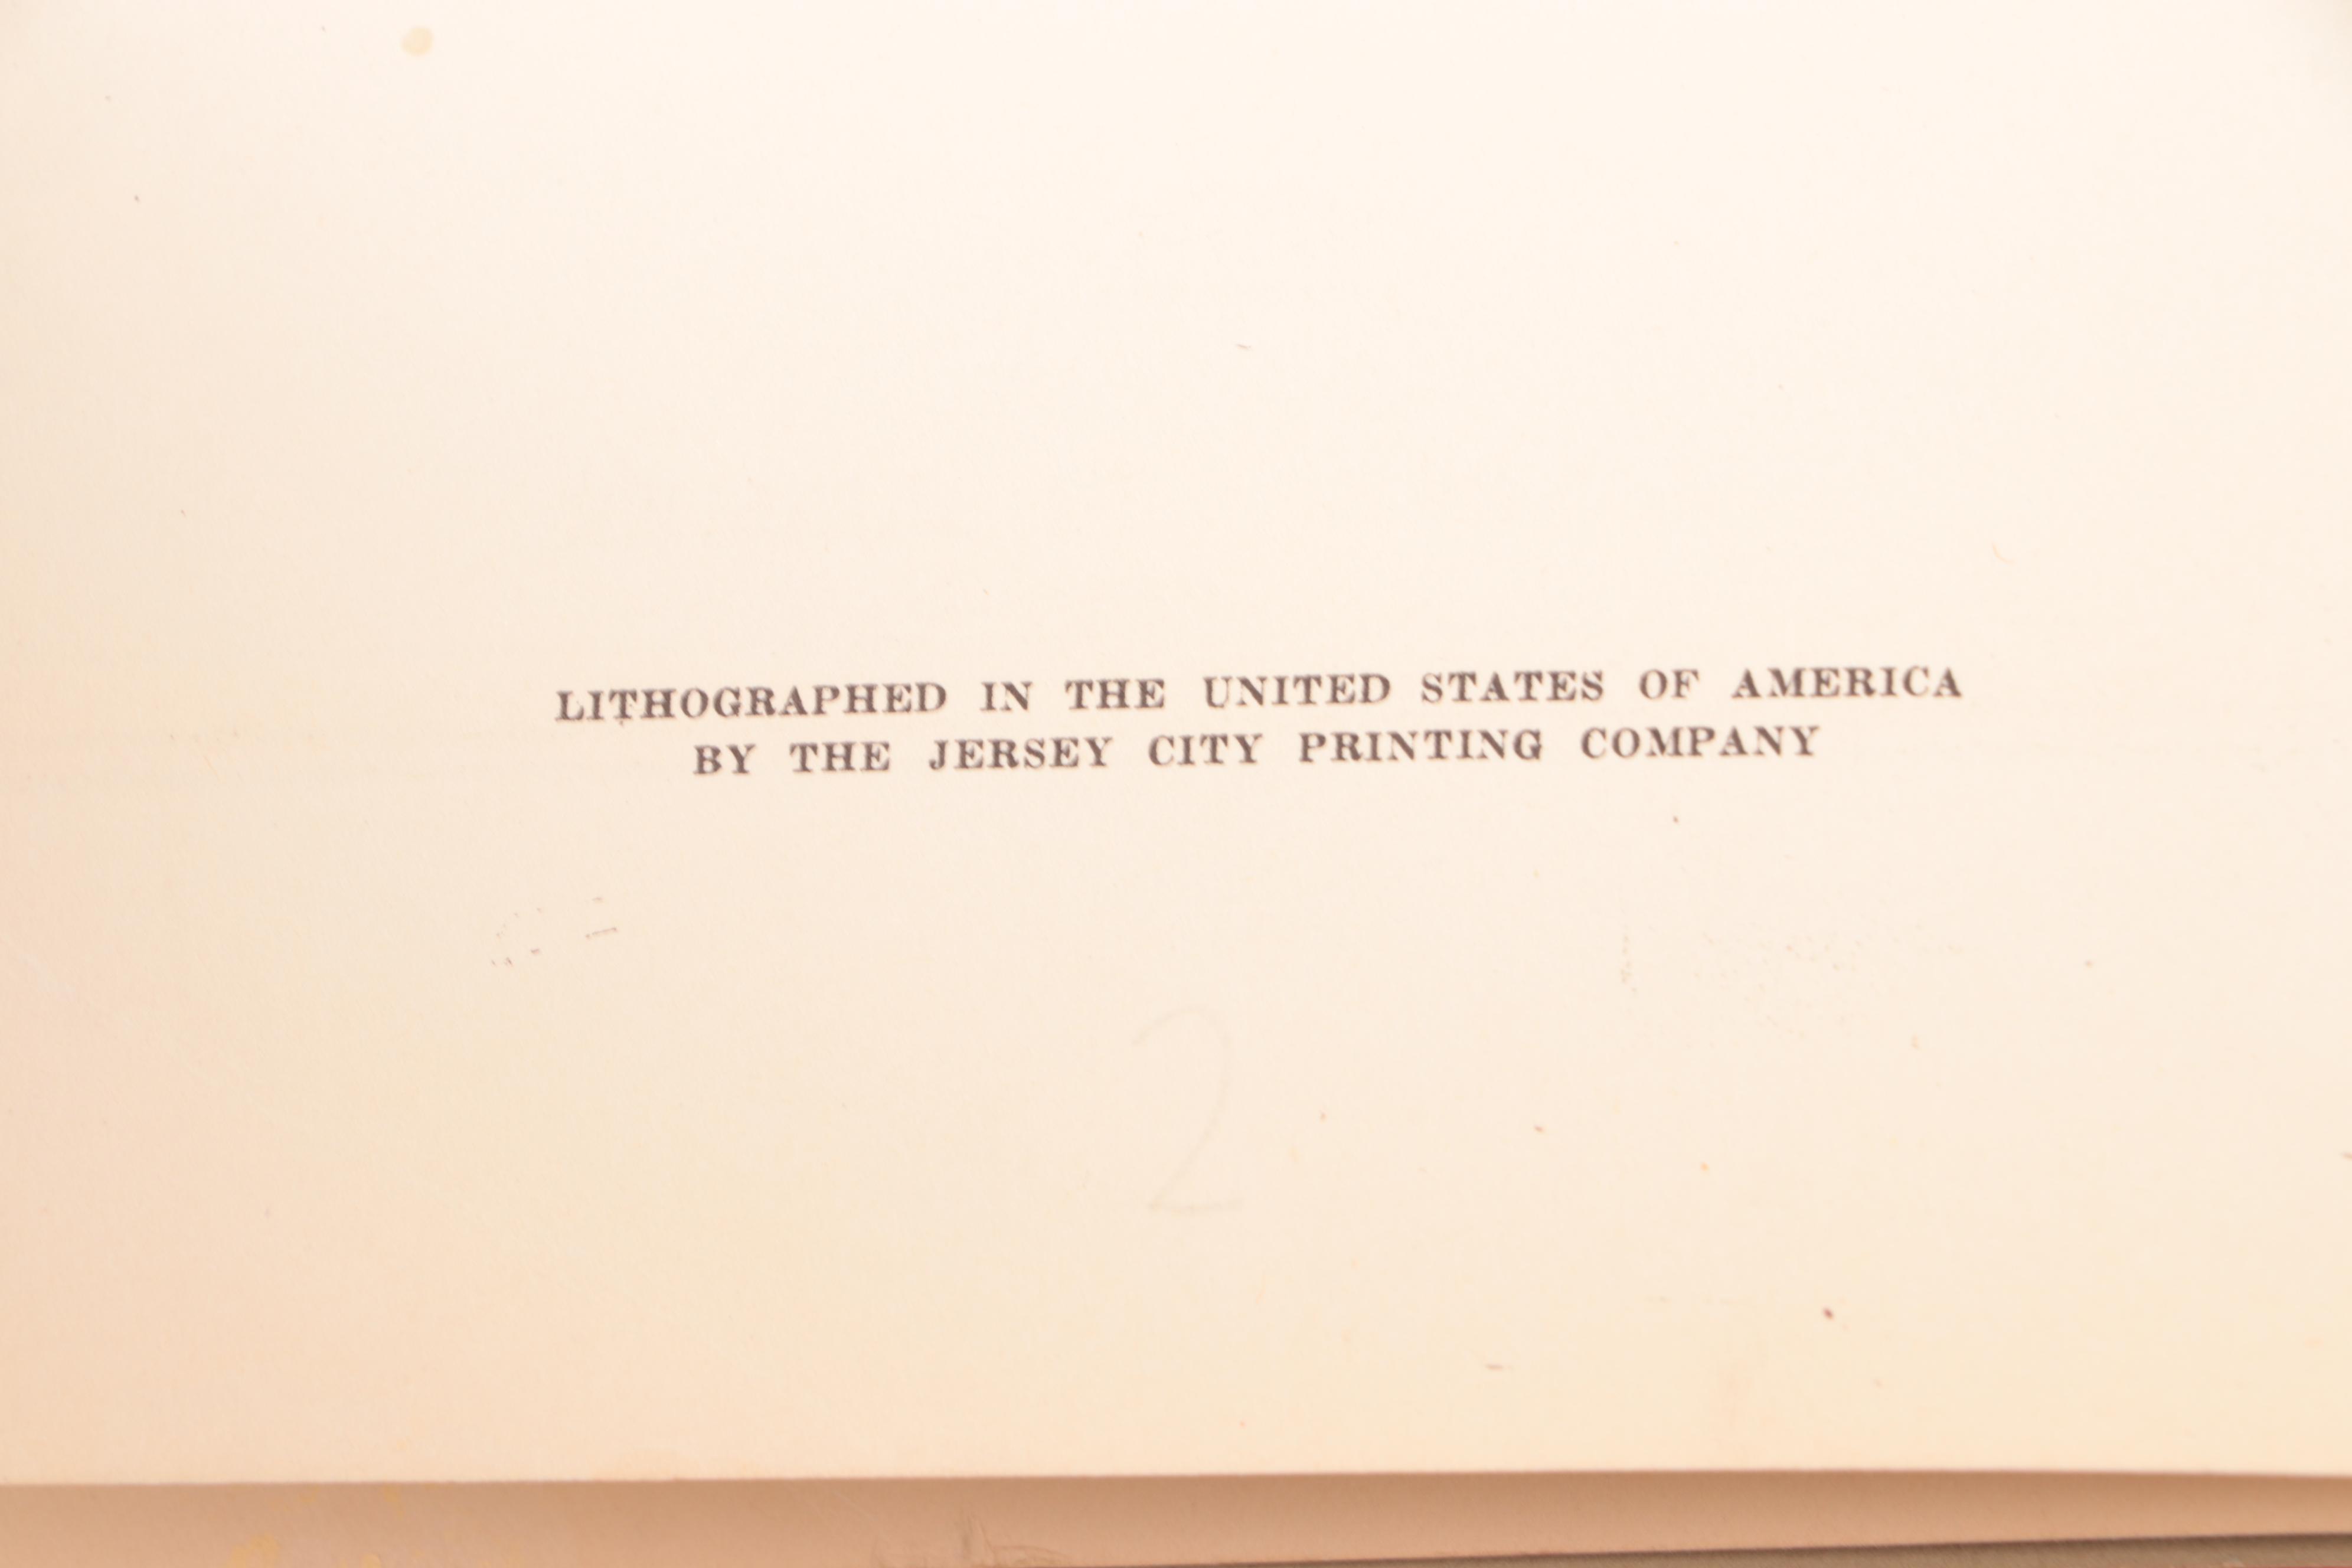 LITHOGRAPHED IN THE UNITED STATES OF AMERICA
BY THE JERSEY CITY PRINTING COMPANY
2